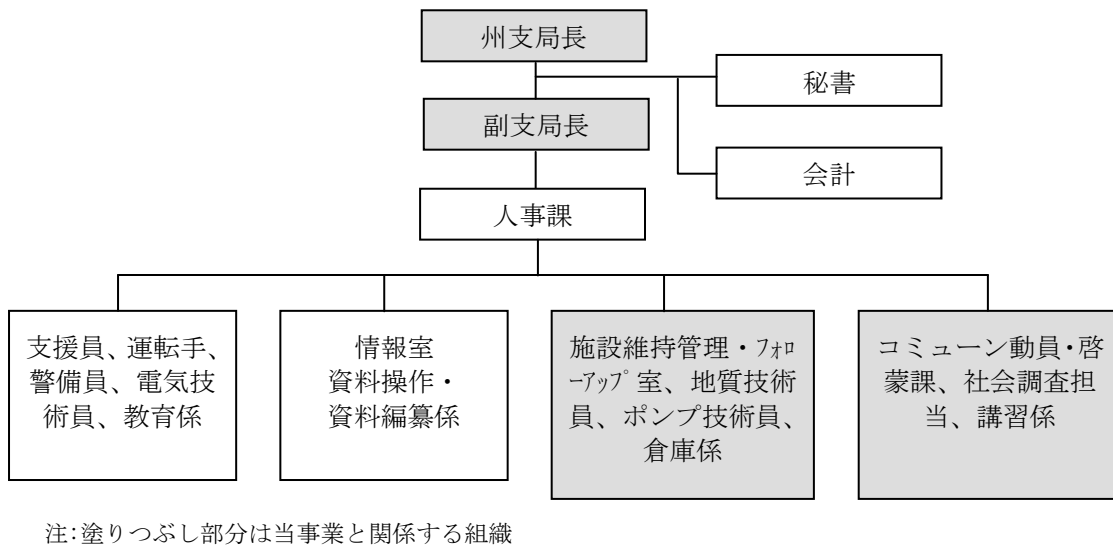 州支局長
秘書
副支局長
会計
人事課
支援員、運転手、
警備員、電気技
術員、教育係
情報室
資料操作・
資料編纂係
施設維持管理・ﾌｫﾛ
ｰｱｯﾌﾟ室、地質技術
員、ポンプ技術員、
倉庫係
コミューン動員・啓
蒙課、社会調査担
当、講習係
注:塗りつぶし部分は当事業と関係する組織